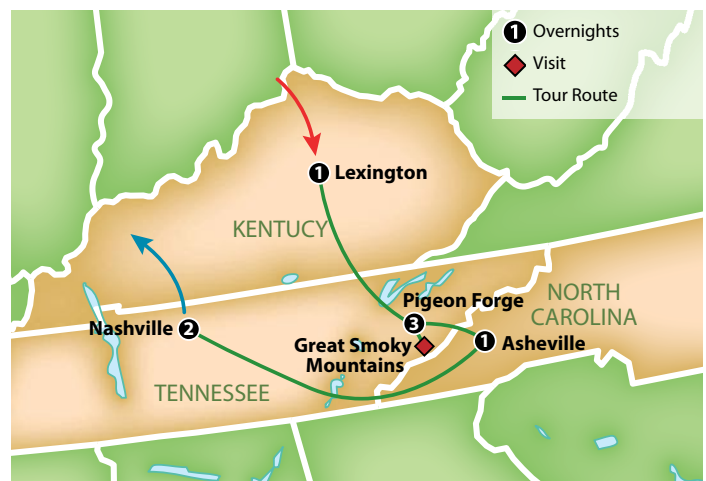 1 Overnights
Visit
Tour Route
1 Lexington
KENTUCY
Pigeon Forge
3
NORTH
CAROLINA
Nashville 2
Great Smoky
Mountains
1 Asheville
TENNESSEE